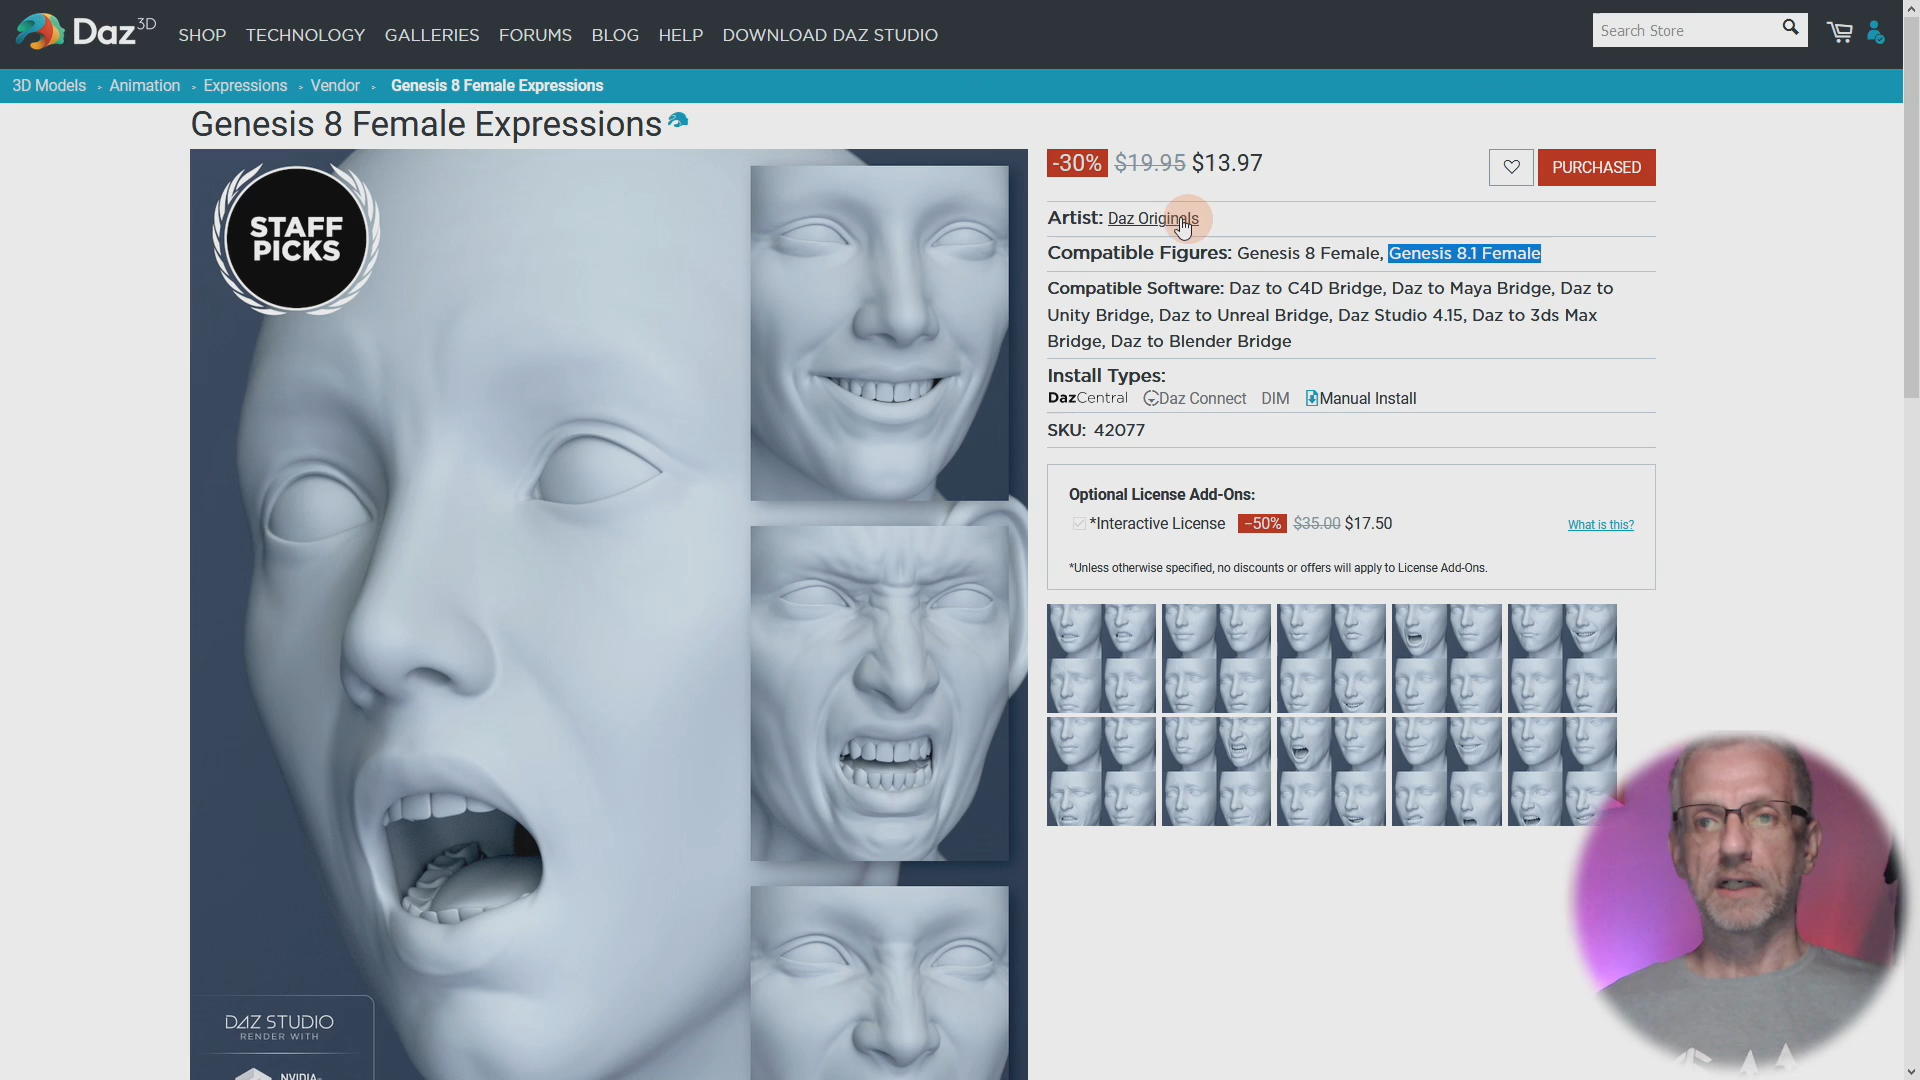 Daz 3D
SHOP TECHNOLOGY GALLERIES FORUMS BLOG HELP DOWNLOAD DAZ STUDIO
Search Store
3D Models Animation Expressions Vendor Genesis 8 Female Expressions
Genesis 8 Female Expressions
STAFF
PICKS
-30% $19.95 $13.97
PURCHASED
Artist: Daz Originals
Compatible Figures: Genesis 8 Female, Genesis 8.1 Female
Compatible Software: Daz to C4D Bridge, Daz to Maya Bridge, Daz to
Unity Bridge, Daz to Unreal Bridge, Daz Studio 4.15, Daz to 3ds Max
Bridge, Daz to Blender Bridge
Install Types:
DazCentral Daz Connect DIM Manual Install
SKU: 42077
Optional License Add-Ons:
*Interactive License -50% $35.00 $17.50
What is this?
*Unless otherwise specified, no discounts or offers will apply to License Add-Ons.
DAZ STUDIO
RENDER WITH
NVIDIA